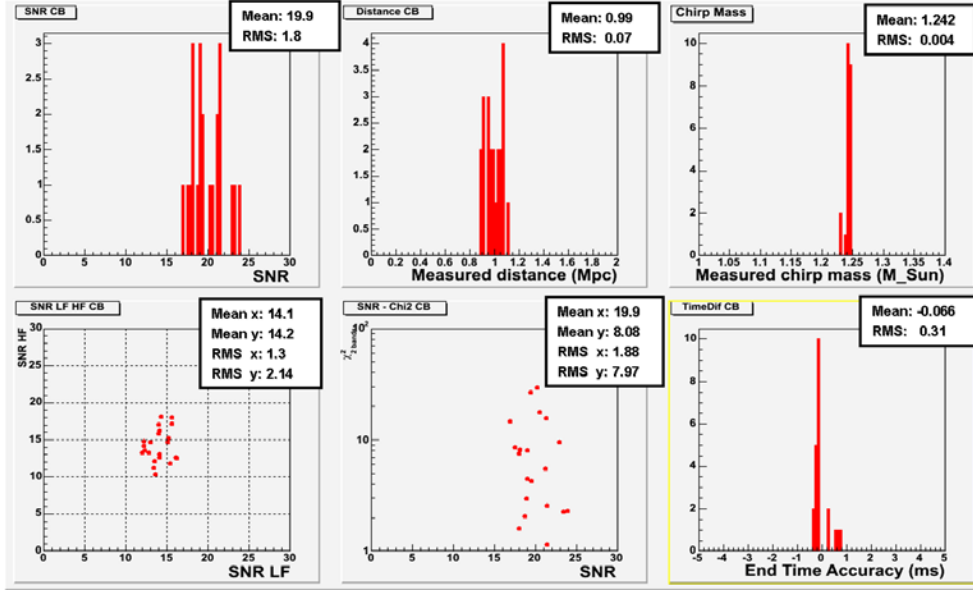 SNR CB
Mean: 19.9
RMS: 1.8
3
2.5
2
1.5
1
0.5
0
0 5 10 15 20 25 30
SNR
Distance CB
Mean: 0.99
RMS: 0.07
4
3.5
3
2.5
2
1.5
1
0.5
0
0 0.2 0.4 0.6 0.8 1 1.2 1.4 1.6 1.8 2
Measured distance (Mpc)
Chirp Mass
Mean: 1.242
RMS: 0.004
10
8
6
4
2
0
1.05 1.1 1.15 1.2 1.25 1.3 1.35 1.4
Measured chirp mass (M_Sun)
SNR LF HF CB
Mean x: 14.1
Mean y: 14.2
RMS x: 1.3
RMS y: 2.14
SNR HF
30
25
20
15
10
5
0
0 5 10 15 20 25 30
SNR LF
SNR - Chi2 CB
Mean x: 19.9
Mean y: 8.08
RMS x: 1.88
RMS y: 7.97
χ² 2 bands
10²
10
1
0 5 10 15 20 25 30
SNR
TimeDif CB
Mean: -0.066
RMS: 0.31
10
8
6
4
2
0
-5 -4 -3 -2 -1 0 1 2 3 4 5
End Time Accuracy (ms)